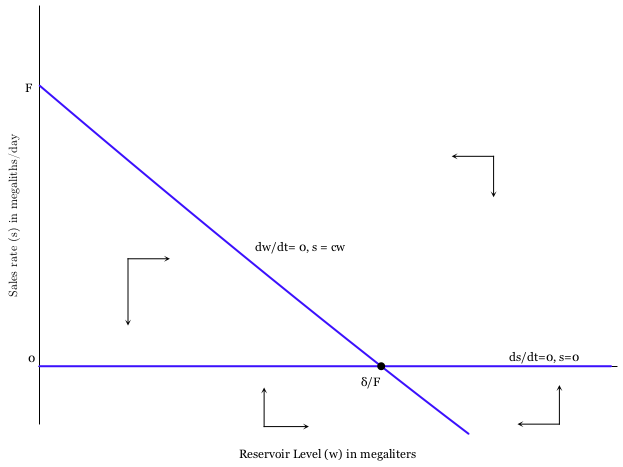 F
Sales rate (s) in megaliths/day
dw/dt= 0, s = cw
0
ds/dt=0, s=0
δ/F
Reservoir Level (w) in megaliters